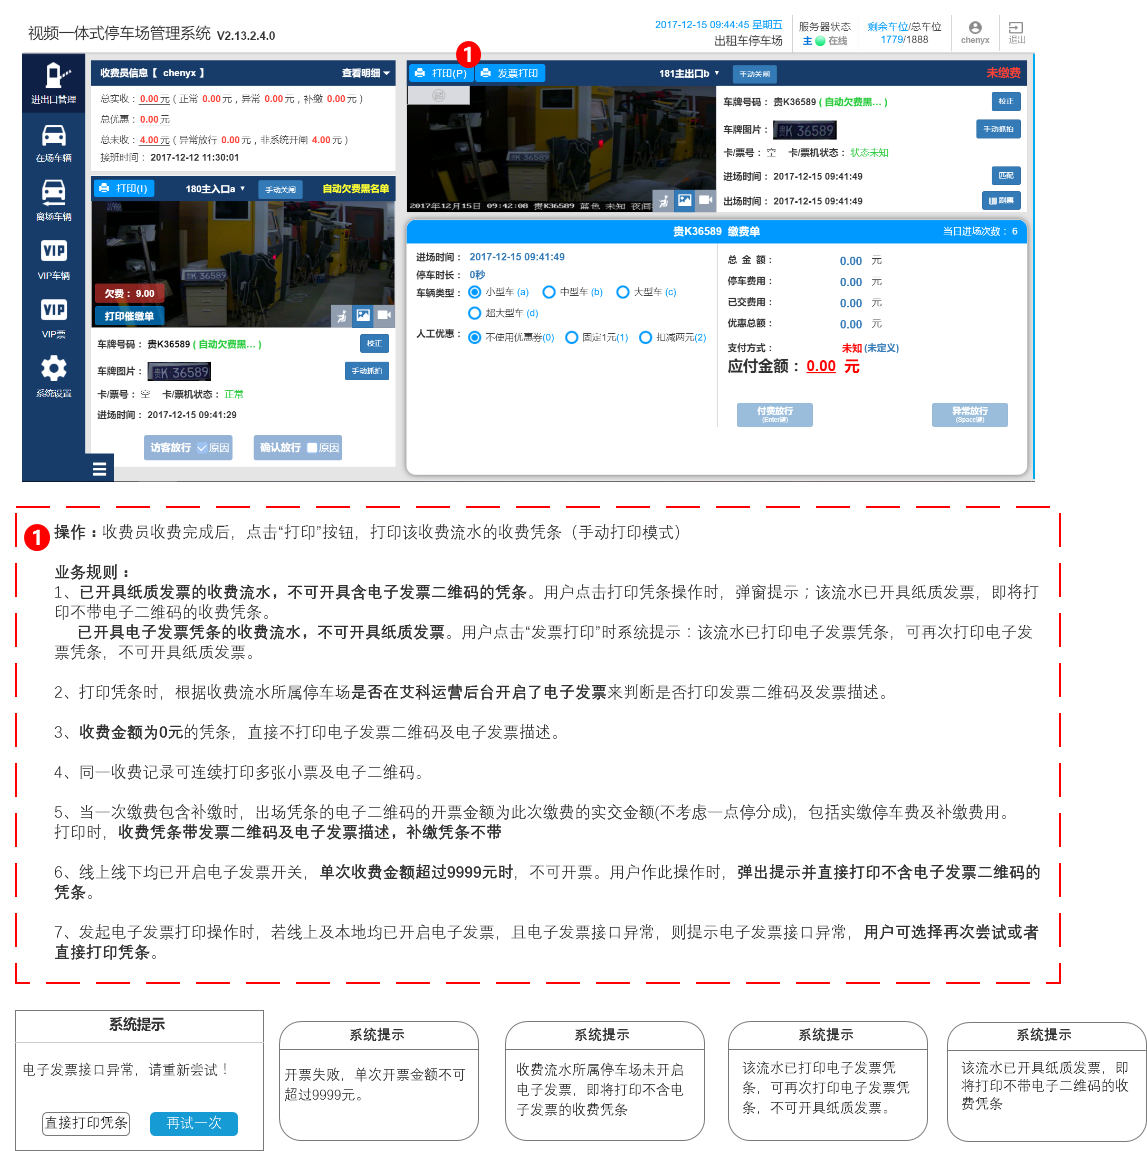 视频一体式停车场管理系统 V2.13.2.4.0
2017-12-15 09:44:45 星期五
出租车停车场
服务器状态
主 在线
剩余车位/总车位
1779/1888
chenyx
退出
进出口管理
在场车辆
离场车辆
VIP
VIP车辆
VIP
VIP票
系统设置
收费员信息【 chenyx 】 查看明细
总实收：0.00元 ( 正常 0.00元 , 异常 0.00元 , 补缴 0.00元 )
总优惠：0.00元
总未收：4.00元 ( 异常放行 0.00元 , 非系统开闸 4.00元 )
接班时间： 2017-12-12 11:30:01
打印(I) 180主入口a 手动关闸 自动欠费黑名单
贵K 36589
欠费：9.00
打印催缴单
车牌号码：贵K36589 ( 自动欠费黑... ) 校正
车牌图片： 贵K 36589 手动抓拍
卡/票号： 空 卡/票机状态： 正常
进场时间： 2017-12-15 09:41:29
访客放行 原因 确认放行 原因
1
打印(P) 发票打印 181主出口b 手动关闸 未缴费
2017年12月15日 09:42:08 贵K36589 蓝色 未知 夜间
车牌号码：贵K36589 ( 自动欠费黑... ) 校正
车牌图片： 贵K 36589 手动抓拍
卡/票号： 空 卡/票机状态： 状态未知
进场时间： 2017-12-15 09:41:49 匹配
出场时间： 2017-12-15 09:41:49
贵K36589 缴费单 当日进场次数：6
进场时间： 2017-12-15 09:41:49
停车时长： 0秒
车辆类型： 小型车 (a) 中型车 (b) 大型车 (c)
超大型车 (d)
人工优惠： 不使用优惠券(0) 固定1元(1) 扣减两元(2)
总 金 额： 0.00 元
停车费用： 0.00 元
已交费用： 0.00 元
优惠总额： 0.00 元
支付方式： 未知 (未定义)
应付金额：0.00 元
付费放行
(Enter键)
异常放行
(Space键)
1
操作：收费员收费完成后，点击“打印”按钮，打印该收费流水的收费凭条（手动打印模式）
业务规则：
1、已开具纸质发票的收费流水，不可开具含电子发票二维码的凭条。用户点击打印凭条操作时，弹窗提示；该流水已开具纸质发票，即将打
印不带电子二维码的收费凭条。
已开具电子发票凭条的收费流水，不可开具纸质发票。用户点击“发票打印”时系统提示：该流水已打印电子发票凭条，可再次打印电子发
票凭条，不可开具纸质发票。
2、打印凭条时，根据收费流水所属停车场是否在艾科运营后台开启了电子发票来判断是否打印发票二维码及发票描述。
3、收费金额为0元的凭条，直接不打印电子发票二维码及电子发票描述。
4、同一收费记录可连续打印多张小票及电子二维码。
5、当一次缴费包含补缴时，出场凭条的电子二维码的开票金额为此次缴费的实交金额(不考虑一点停分成)，包括实缴停车费及补缴费用。
打印时，收费凭条带发票二维码及电子发票描述，补缴凭条不带
6、线上线下均已开启电子发票开关，单次收费金额超过9999元时，不可开票。用户作此操作时，弹出提示并直接打印不含电子发票二维码的
凭条。
7、发起电子发票打印操作时，若线上及本地均已开启电子发票，且电子发票接口异常，则提示电子发票接口异常，用户可选择再次尝试或者
直接打印凭条。
系统提示
电子发票接口异常，请重新尝试！
直接打印凭条 再试一次
系统提示
开票失败，单次开票金额不可
超过9999元。
系统提示
收费流水所属停车场未开启
电子发票，即将打印不含电
子发票的收费凭条
系统提示
该流水已打印电子发票凭
条，可再次打印电子发票凭
条，不可开具纸质发票。
系统提示
该流水已开具纸质发票，即
将打印不带电子二维码的收
费凭条